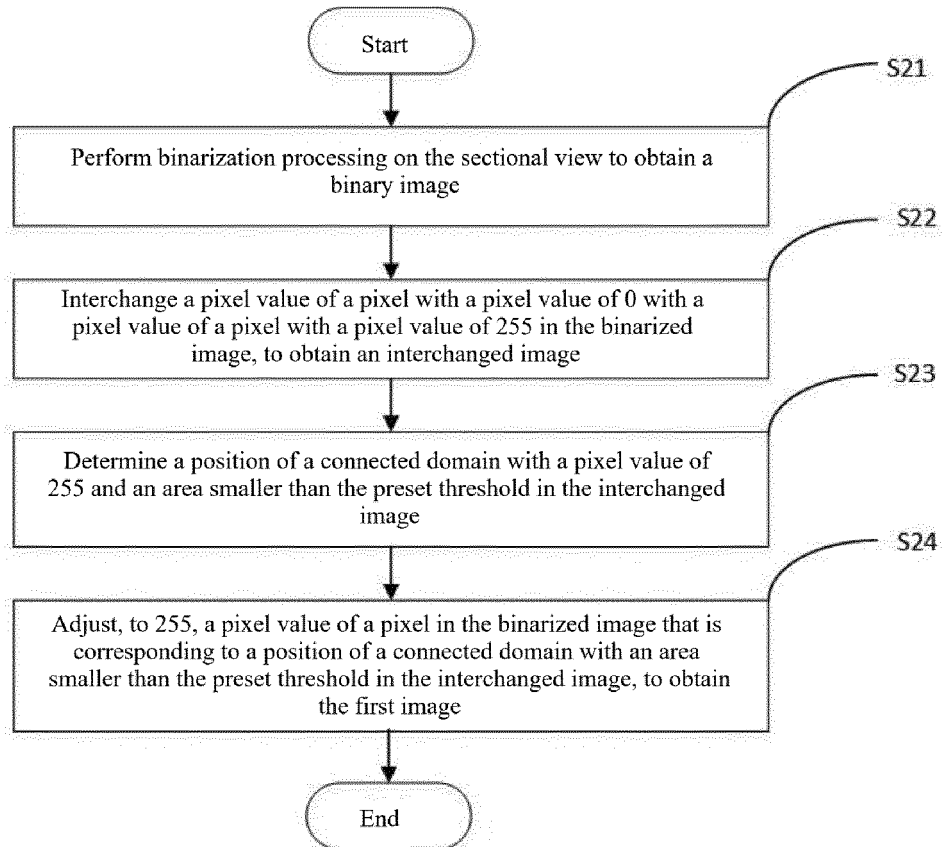 Start
S21
Perform binarization processing on the sectional view to obtain a
binary image
S22
Interchange a pixel value of a pixel with a pixel value of 0 with a
pixel value of a pixel with a pixel value of 255 in the binarized
image, to obtain an interchanged image
S23
Determine a position of a connected domain with a pixel value of
255 and an area smaller than the preset threshold in the interchanged
image
S24
Adjust, to 255, a pixel value of a pixel in the binarized image that is
corresponding to a position of a connected domain with an area
smaller than the preset threshold in the interchanged image, to obtain
the first image
End